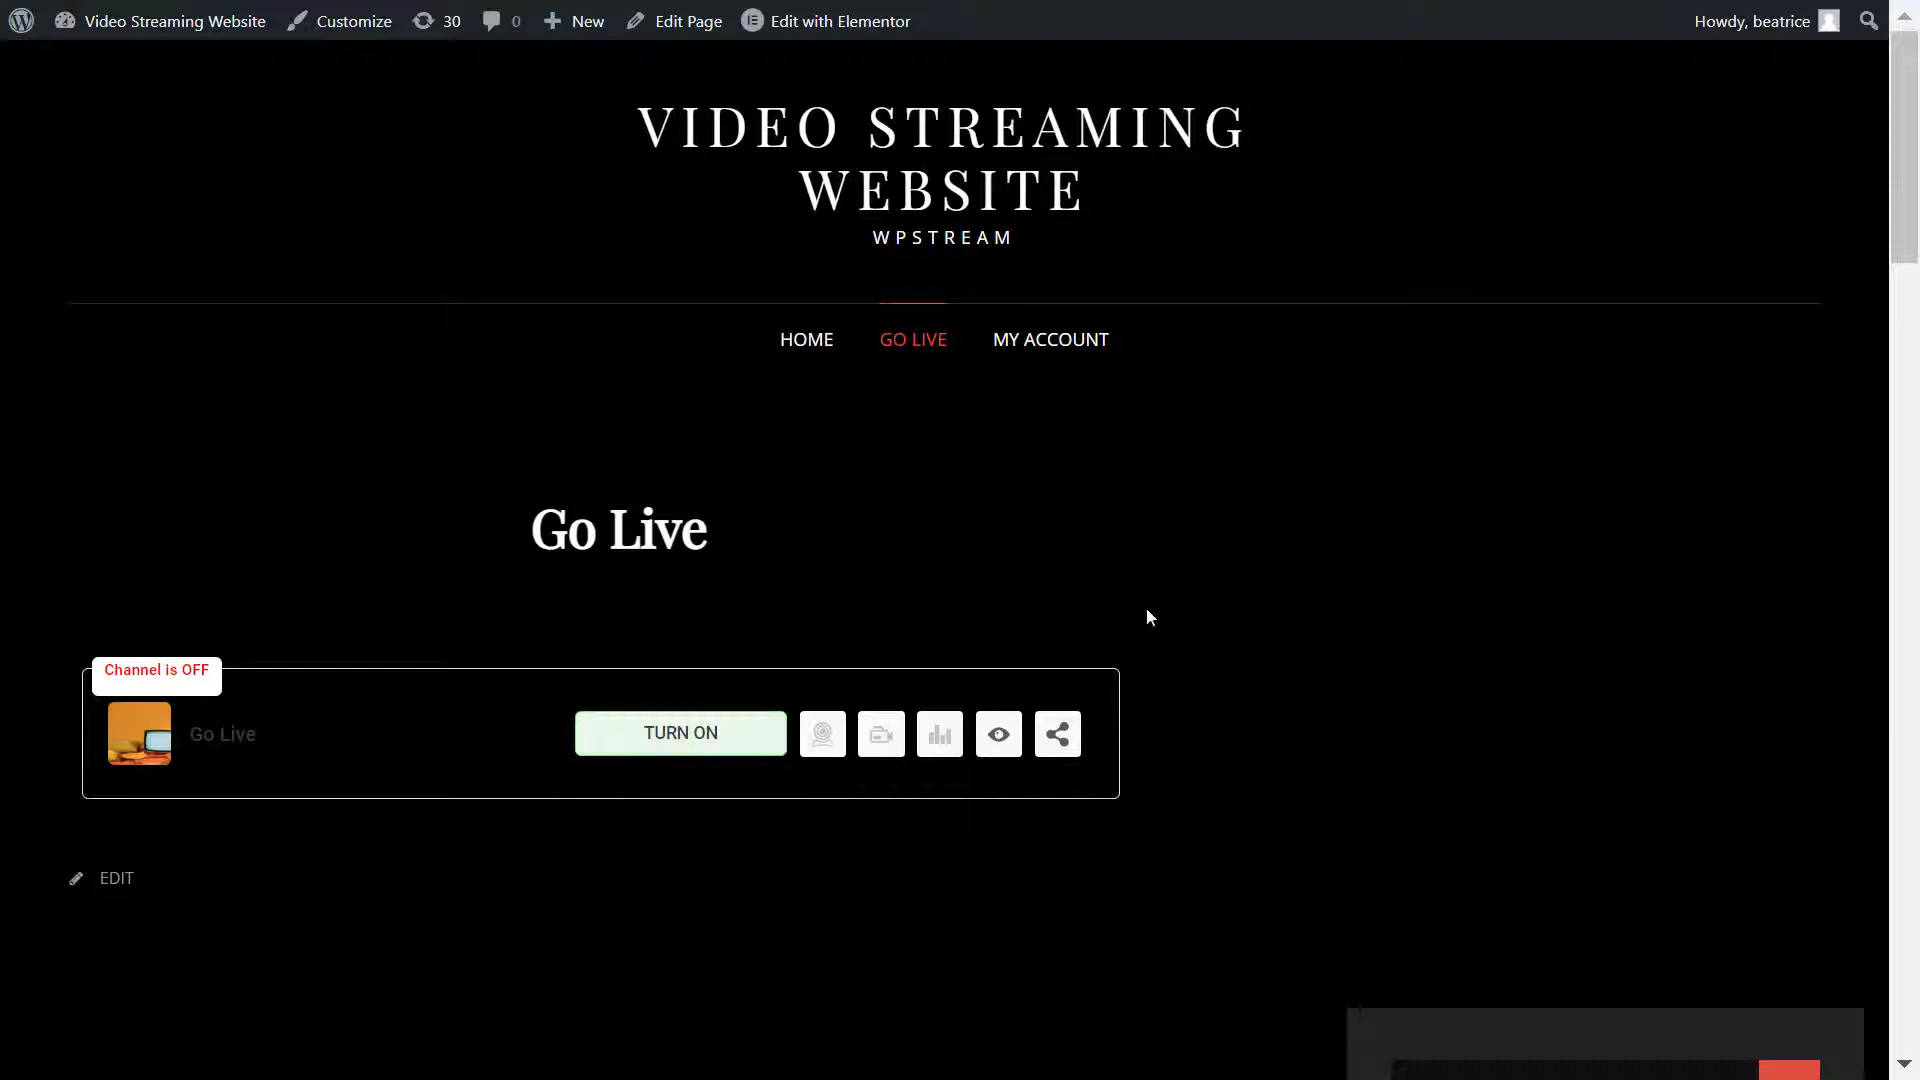 Video Streaming Website
Customize
30
0
New
Edit Page
Edit with Elementor
Howdy, beatrice
VIDEO STREAMING
WEBSITE
WPSTREAM
HOME
GO LIVE
MY ACCOUNT
Go Live
Channel is OFF
Go Live
TURN ON
EDIT